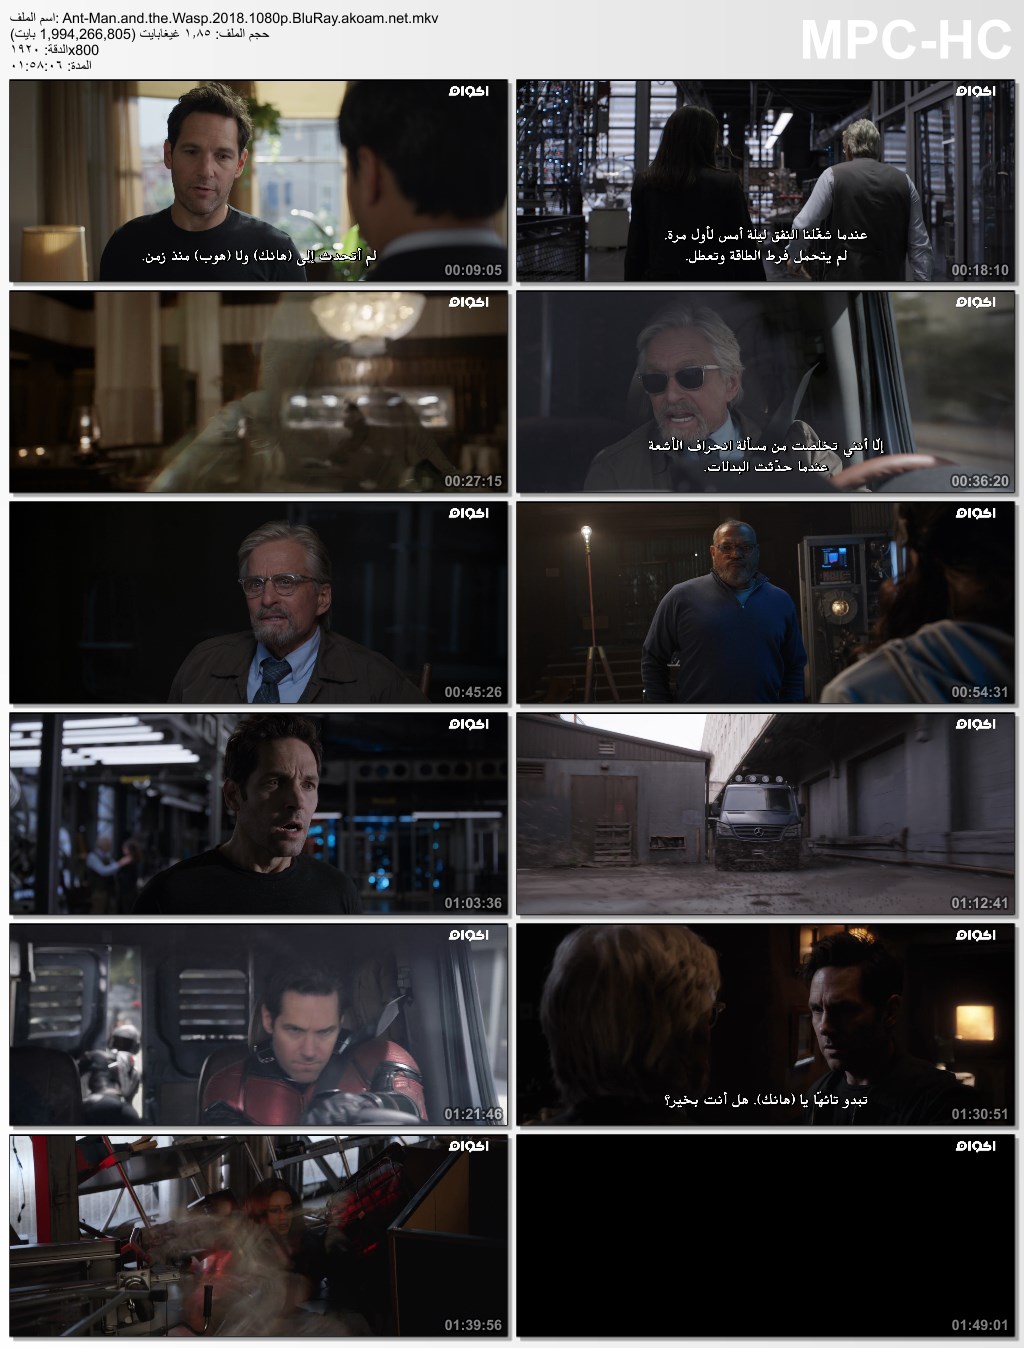 اسم الملف: Ant-Man.and.the.Wasp.2018.1080p.BluRay.akoam.net.mkv
حجم الملف: ١,٨٥ غيغابايت (1,994,266,805 بايت)
الدقة: ١٩٢٠x800
المدة: ٠١:٥٨:٠٦
MPC-HC
اكوام
لم أتحدث إلى (هانك) ولا (هوب) منذ زمن.
00:09:05
اكوام
عندما شغّلنا النفق ليلة أمس لأول مرة.
لم يتحمل فرط الطاقة وتعطل.
00:18:10
اكوام
00:27:15
اكوام
إلّا أنني تخلصت من مسألة انحراف الأشعة
عندما حدّثت البدلات.
00:36:20
اكوام
00:45:26
اكوام
00:54:31
اكوام
01:03:36
اكوام
01:12:41
اكوام
01:21:46
اكوام
تبدو تائهًا يا (هانك). هل أنت بخير؟
01:30:51
اكوام
01:39:56
اكوام
01:49:01